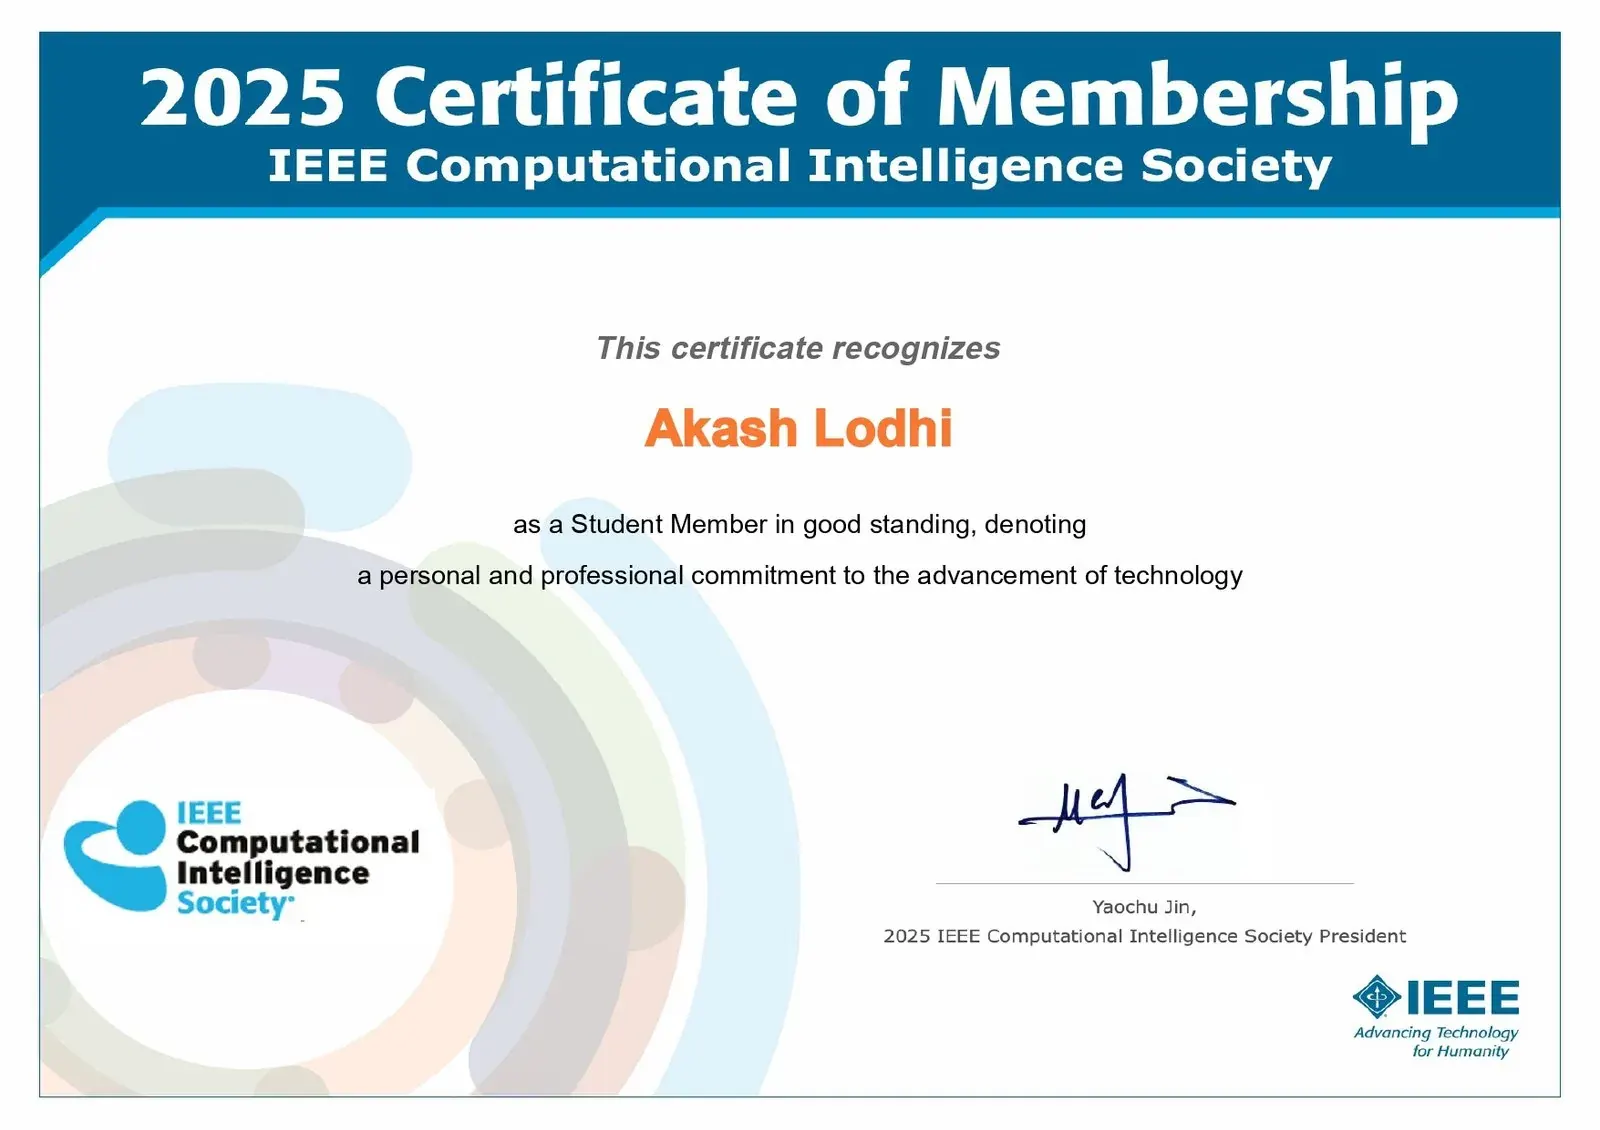 2025 Certificate of Membership
IEEE Computational Intelligence Society
This certificate recognizes
Akash Lodhi
as a Student Member in good standing, denoting
a personal and professional commitment to the advancement of technology
IEEE
Computational
Intelligence
Society
Yaochu Jin,
2025 IEEE Computational Intelligence Society President
IEEE
Advancing Technology
for Humanity